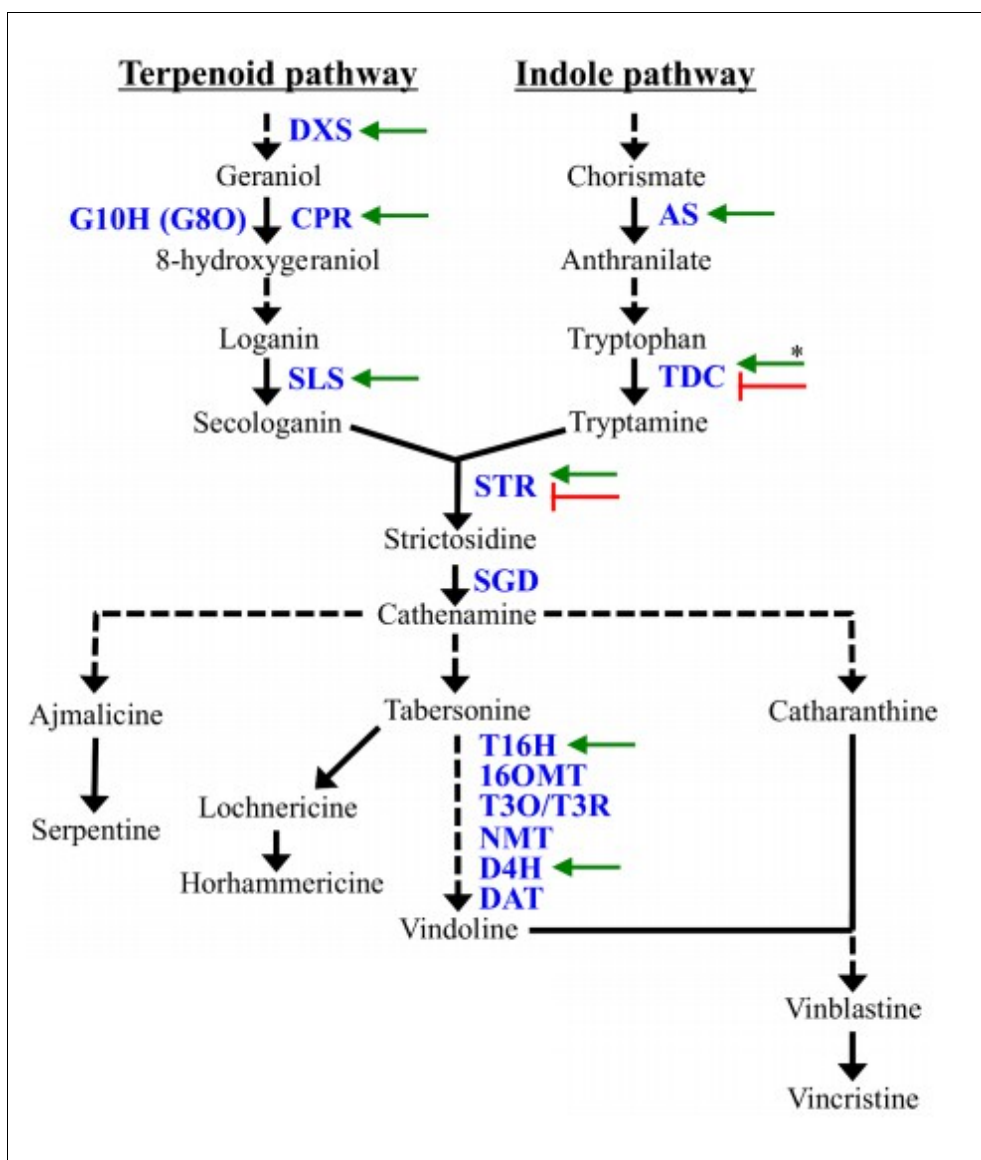 Terpenoid pathway
Indole pathway
DXS
Geraniol
Chorismate
G10H (G8O)
CPR
AS
8-hydroxygeraniol
Anthranilate
Loganin
Tryptophan
*
SLS
TDC
Secologanin
Tryptamine
STR
Strictosidine
SGD
Cathenamine
Ajmalicine
Tabersonine
Catharanthine
T16H
16OMT
T3O/T3R
NMT
D4H
DAT
Lochnericine
Serpentine
Horhammericine
Vindoline
Vinblastine
Vincristine